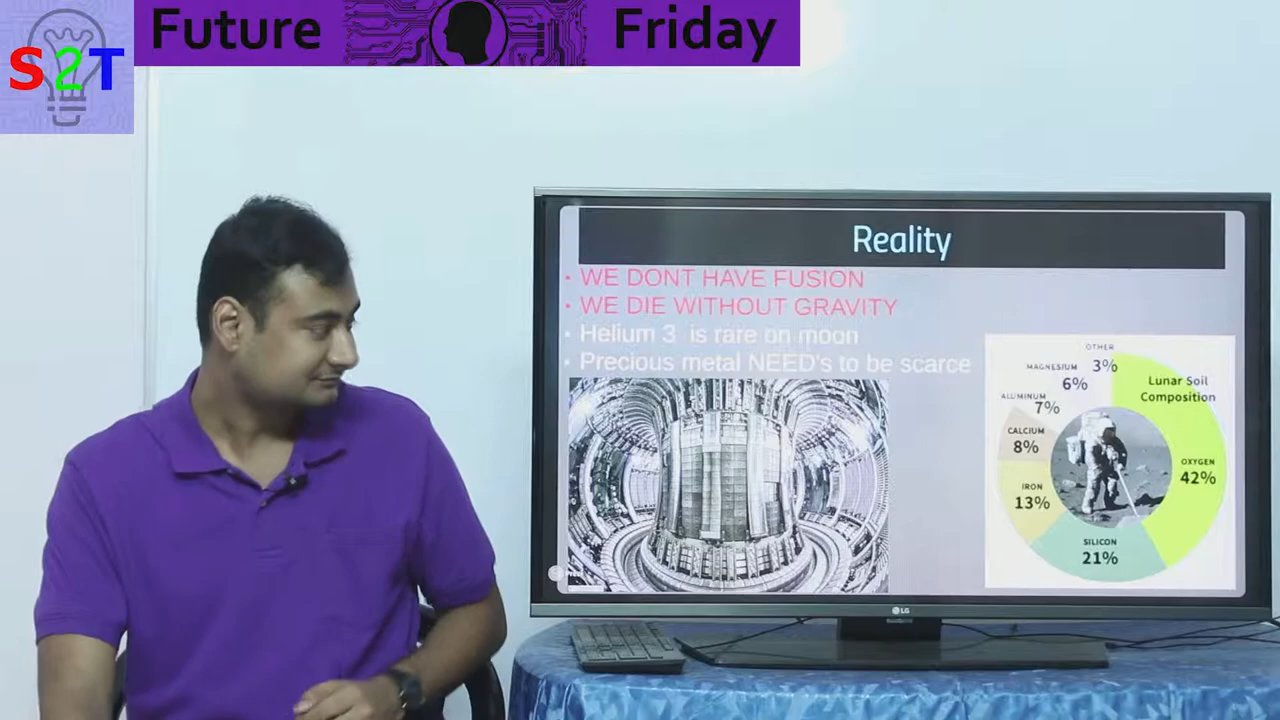 Future Friday
S2T
Reality
• WE DONT HAVE FUSION
• WE DIE WITHOUT GRAVITY
• Helium 3 is rare on moon
• Precious metal NEED's to be scarce
Lunar Soil
Composition
OTHER
3%
MAGNESIUM
6%
ALUMINUM
7%
CALCIUM
8%
IRON
13%
SILICON
21%
OXYGEN
42%
LG